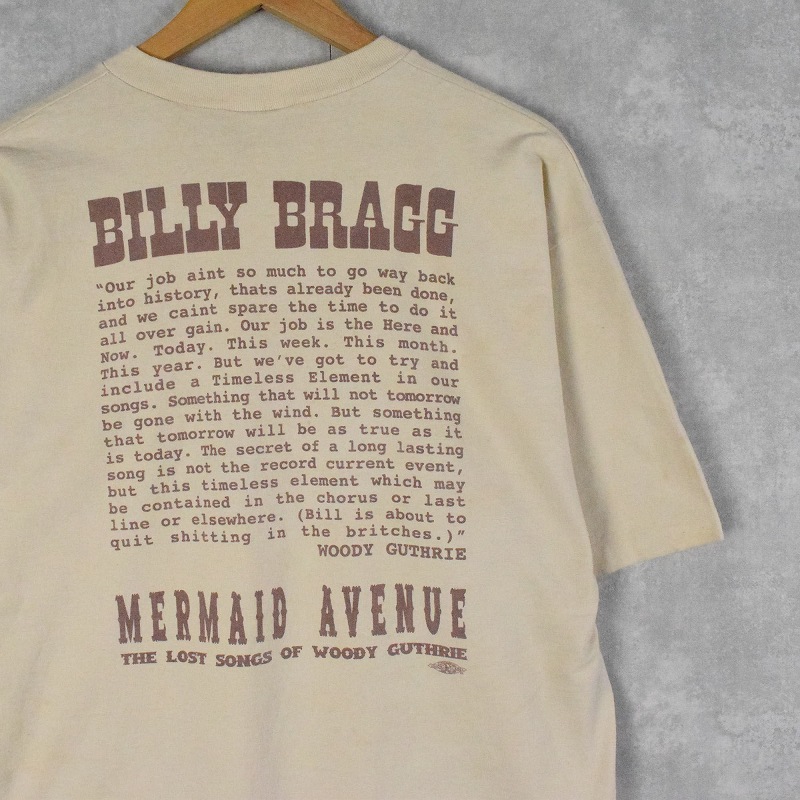 BILLY BRAGG
"Our job aint so much to go way back
into history, thats already been done,
and we caint spare the time to do it
all over gain. Our job is the Here and
Now. Today. This week. This month.
This year. But we've got to try and
include a Timeless Element in our
songs. Something that will not tomorrow
be gone with the wind. But something
that tomorrow will be as true as it
is today. The secret of a long lasting
song is not the record current event,
but this timeless element which may
be contained in the chorus or last
line or elsewhere. (Bill is about to
quit shitting in the britches.)"
WOODY GUTHRIE
MERMAID AVENUE
THE LOST SONGS OF WOODY GUTHRIE